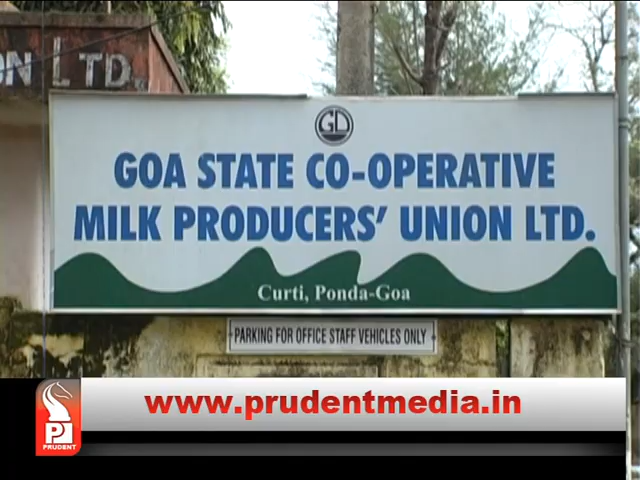 ON LTD.
GD
GOA STATE CO-OPERATIVE
MILK PRODUCERS' UNION LTD.
Curti, Ponda-Goa
PARKING FOR OFFICE STAFF VEHICLES ONLY
www.prudentmedia.in
P
PRUDENT